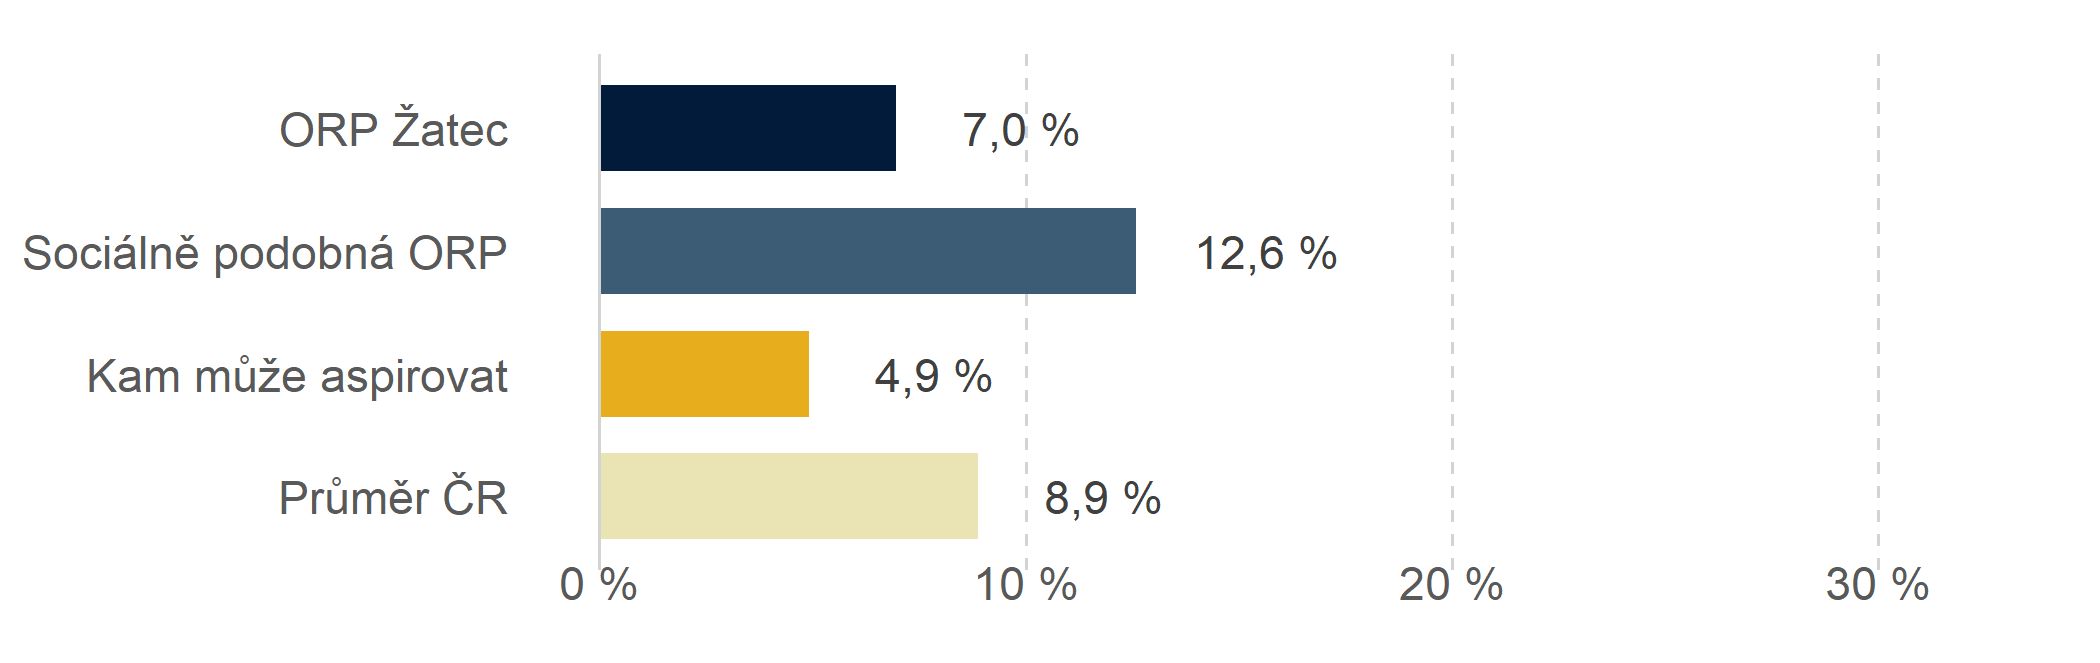 ORP Žatec 7,0 %
Sociálně podobná ORP 12,6 %
Kam může aspirovat 4,9 %
Průměr ČR 8,9 %
0 % 10 % 20 % 30 %